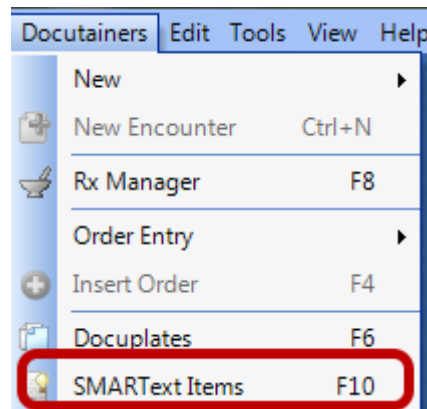 Docutainers Edit Tools View Help
New
New Encounter Ctrl+N
Rx Manager F8
Order Entry
Insert Order F4
Docuplates F6
SMARText Items F10